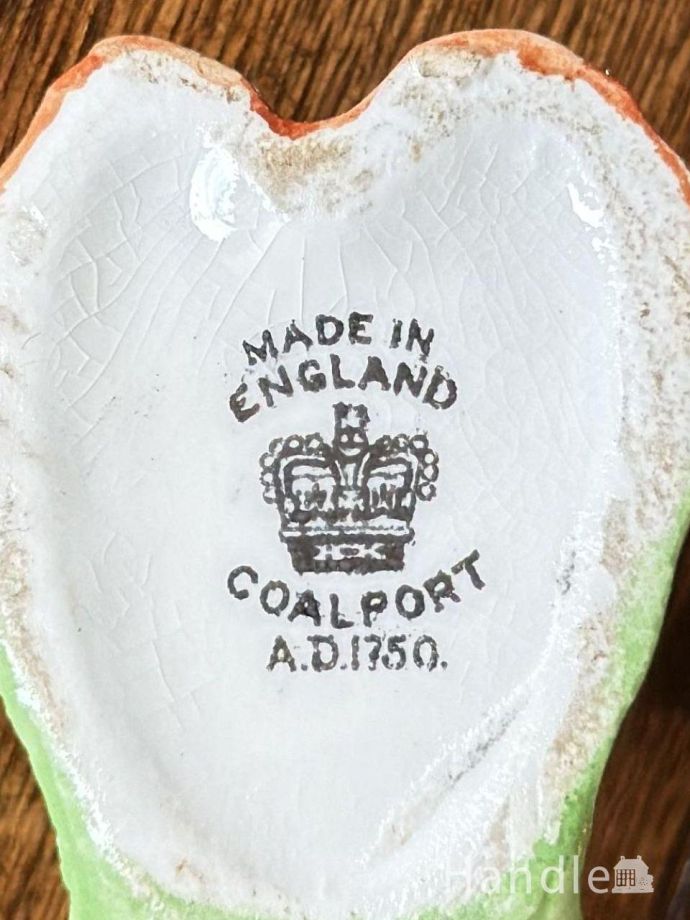 MADE IN
ENGLAND
COALPORT
A.D.1750.
Handle